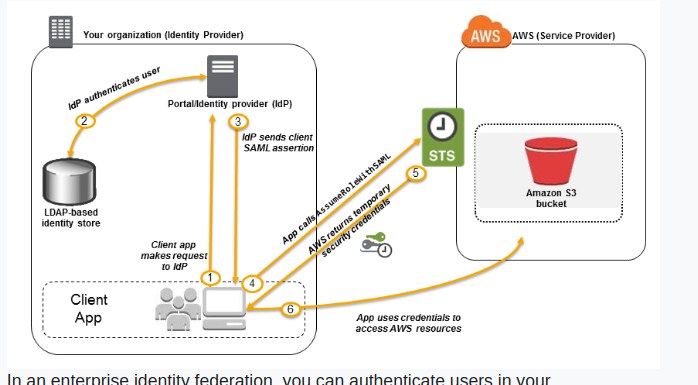 Your organization (Identity Provider)
AWS
AWS (Service Provider)
IdP authenticates user
2
Portal/Identity provider (IdP)
3
IdP sends client
SAML assertion
STS
5
LDAP-based
identity store
Amazon S3
bucket
App calls AssumeRoleWithSAML
AWS returns temporary
security credentials
Client app
makes request
to IdP
1
4
Client
App
6
App uses credentials to
access AWS resources
In an enterprise identity federation, you can authenticate users in your